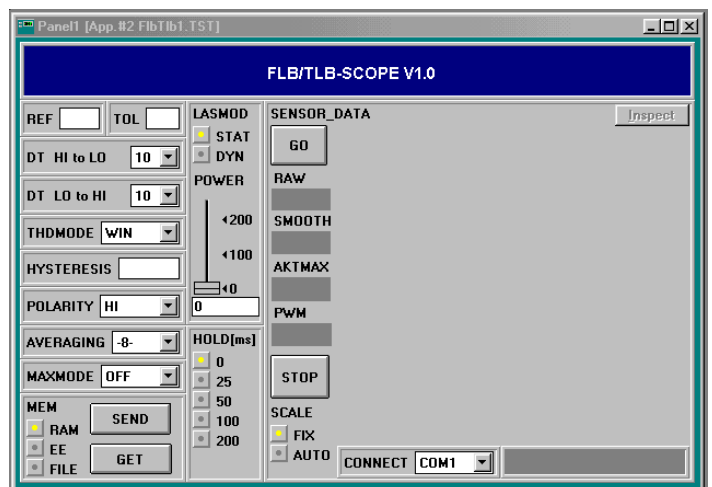 Panel1 [App.#2 FlbTlb1.TST]
FLB/TLB-SCOPE V1.0
REF TOL
DT HI to LO 10
DT LO to HI 10
THDMODE WIN
HYSTERESIS
POLARITY HI
AVERAGING -8-
MAXMODE OFF
MEM
RAM
EE
FILE
SEND
GET
LASMOD
STAT
DYN
POWER
200
100
0
0
HOLD[ms]
0
25
50
100
200
SENSOR_DATA
GO
RAW
SMOOTH
AKTMAX
PWM
STOP
SCALE
FIX
AUTO
CONNECT COM1
Inspect